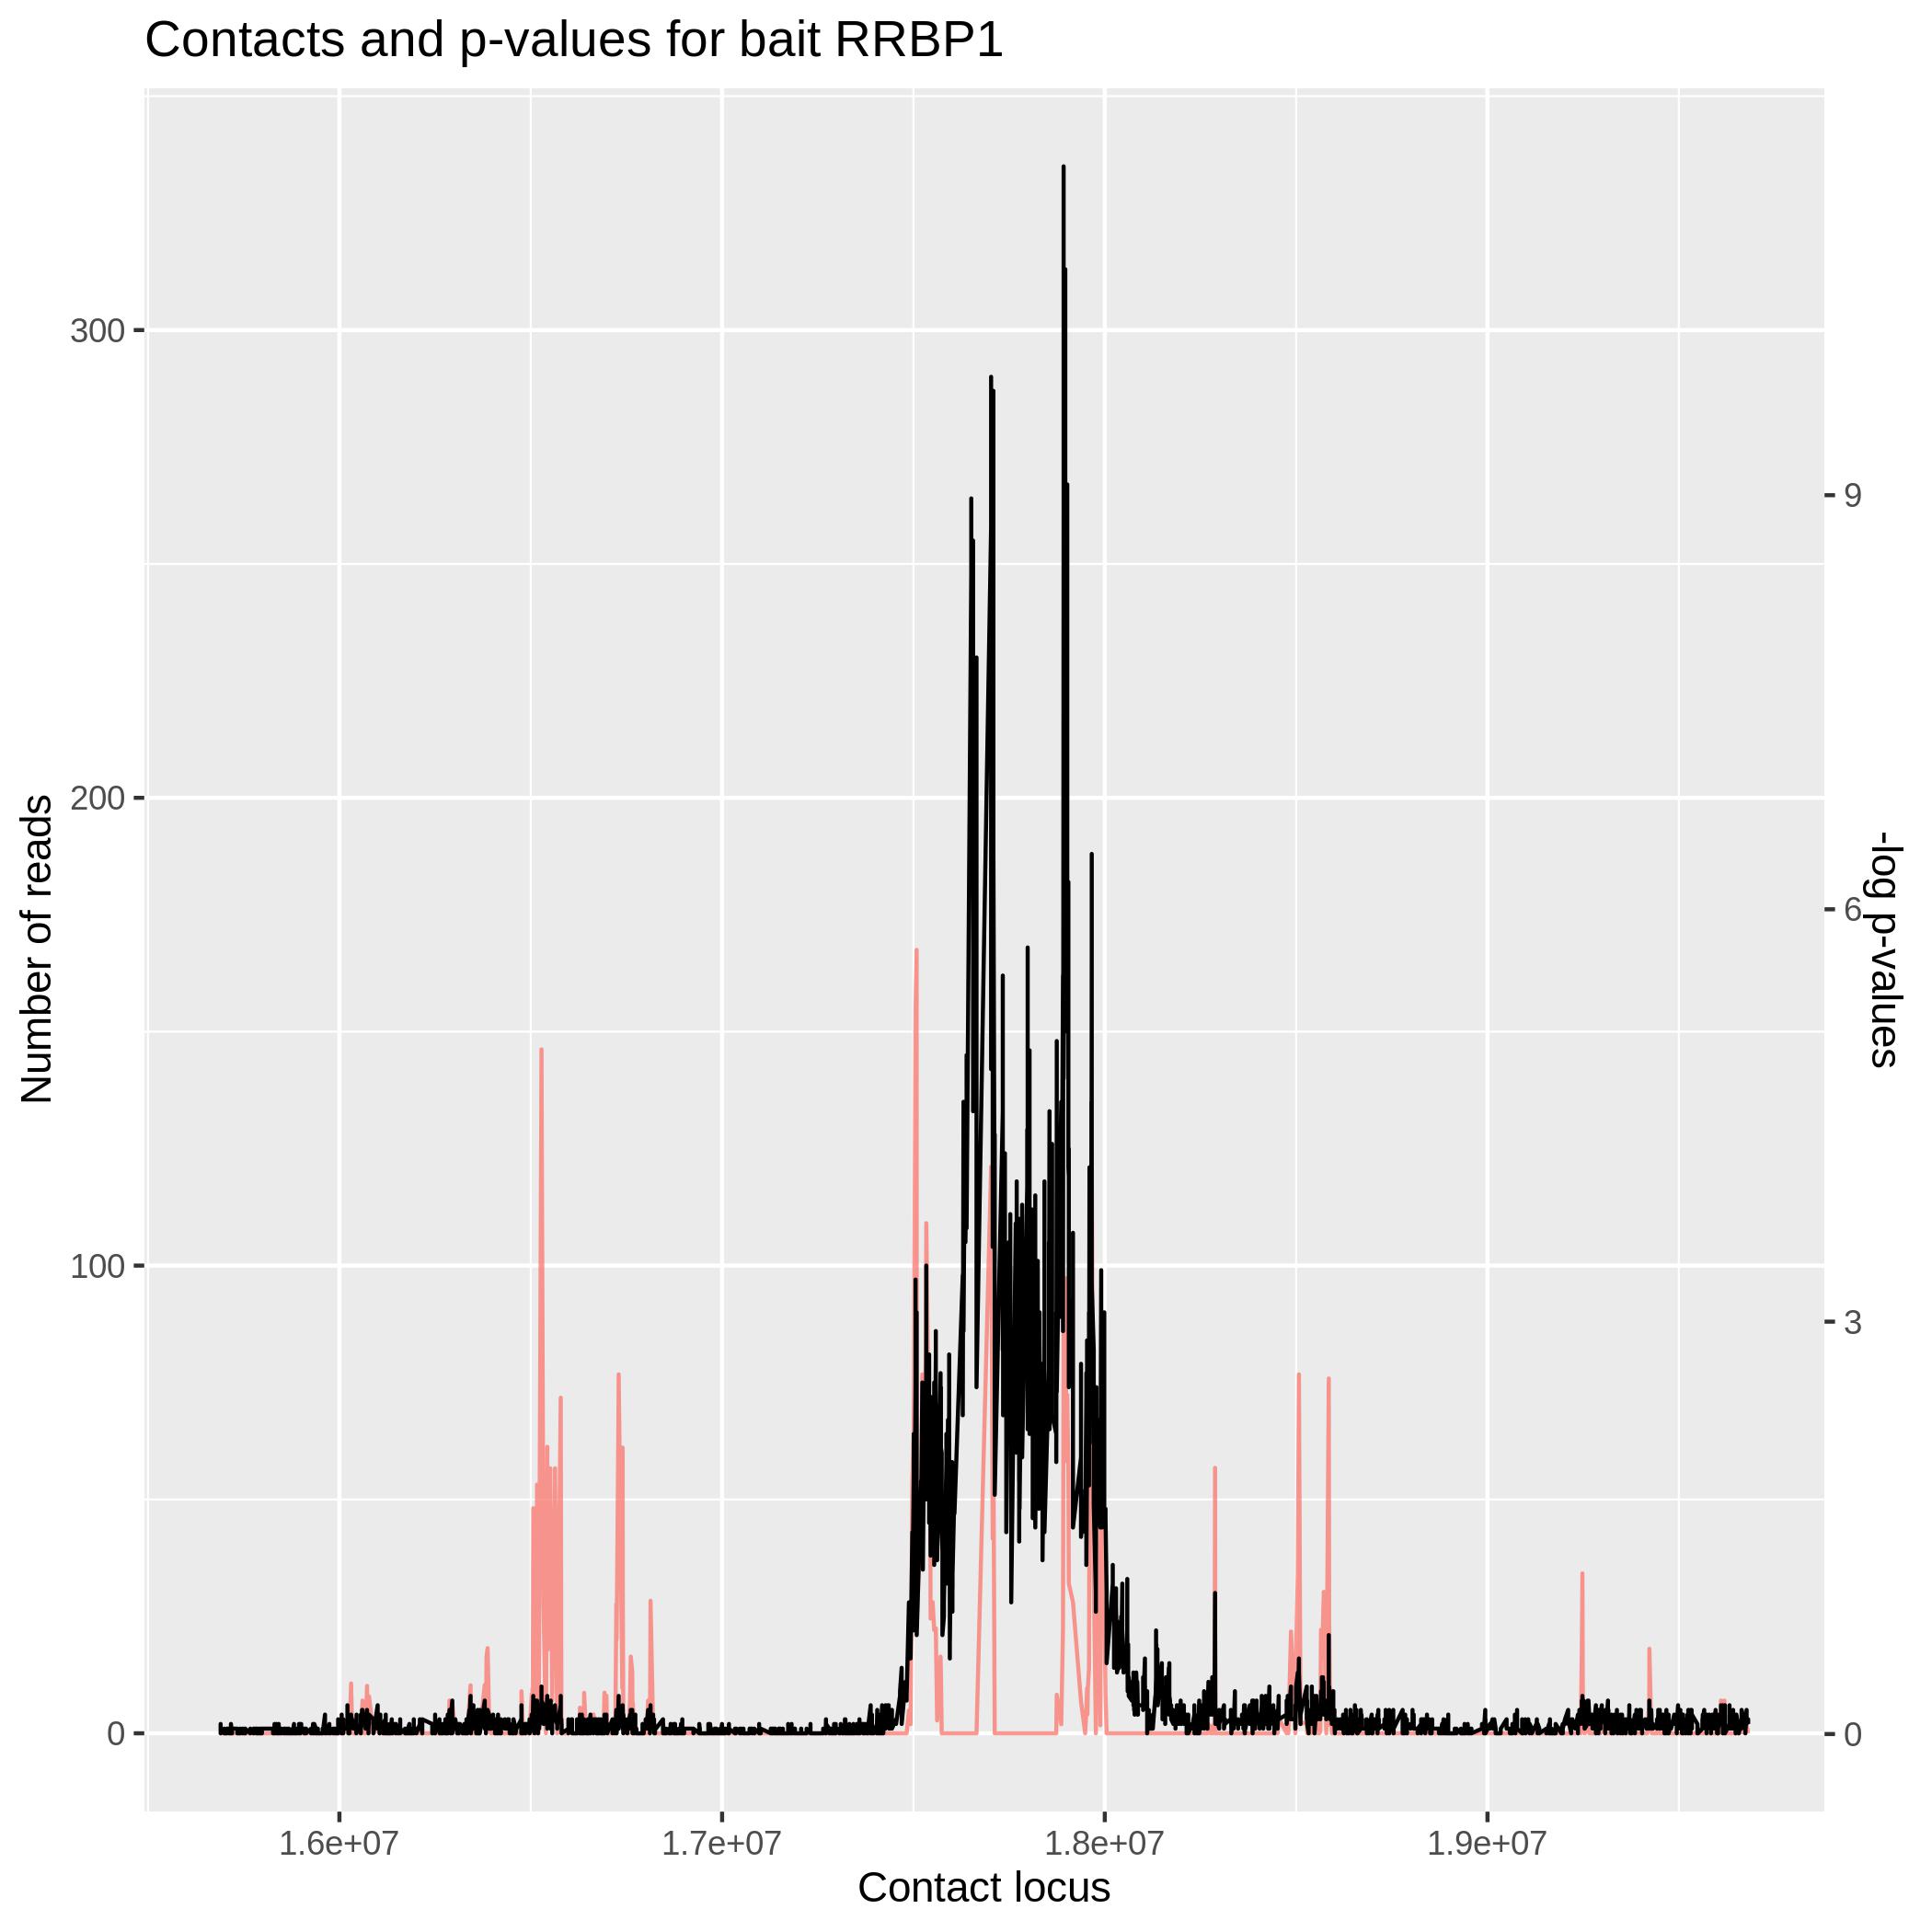 Contacts and p-values for bait RRBP1
Number of reads
300
200
100
0
9
6
3
0
-log p-values
1.6e+07
1.7e+07
1.8e+07
1.9e+07
Contact locus